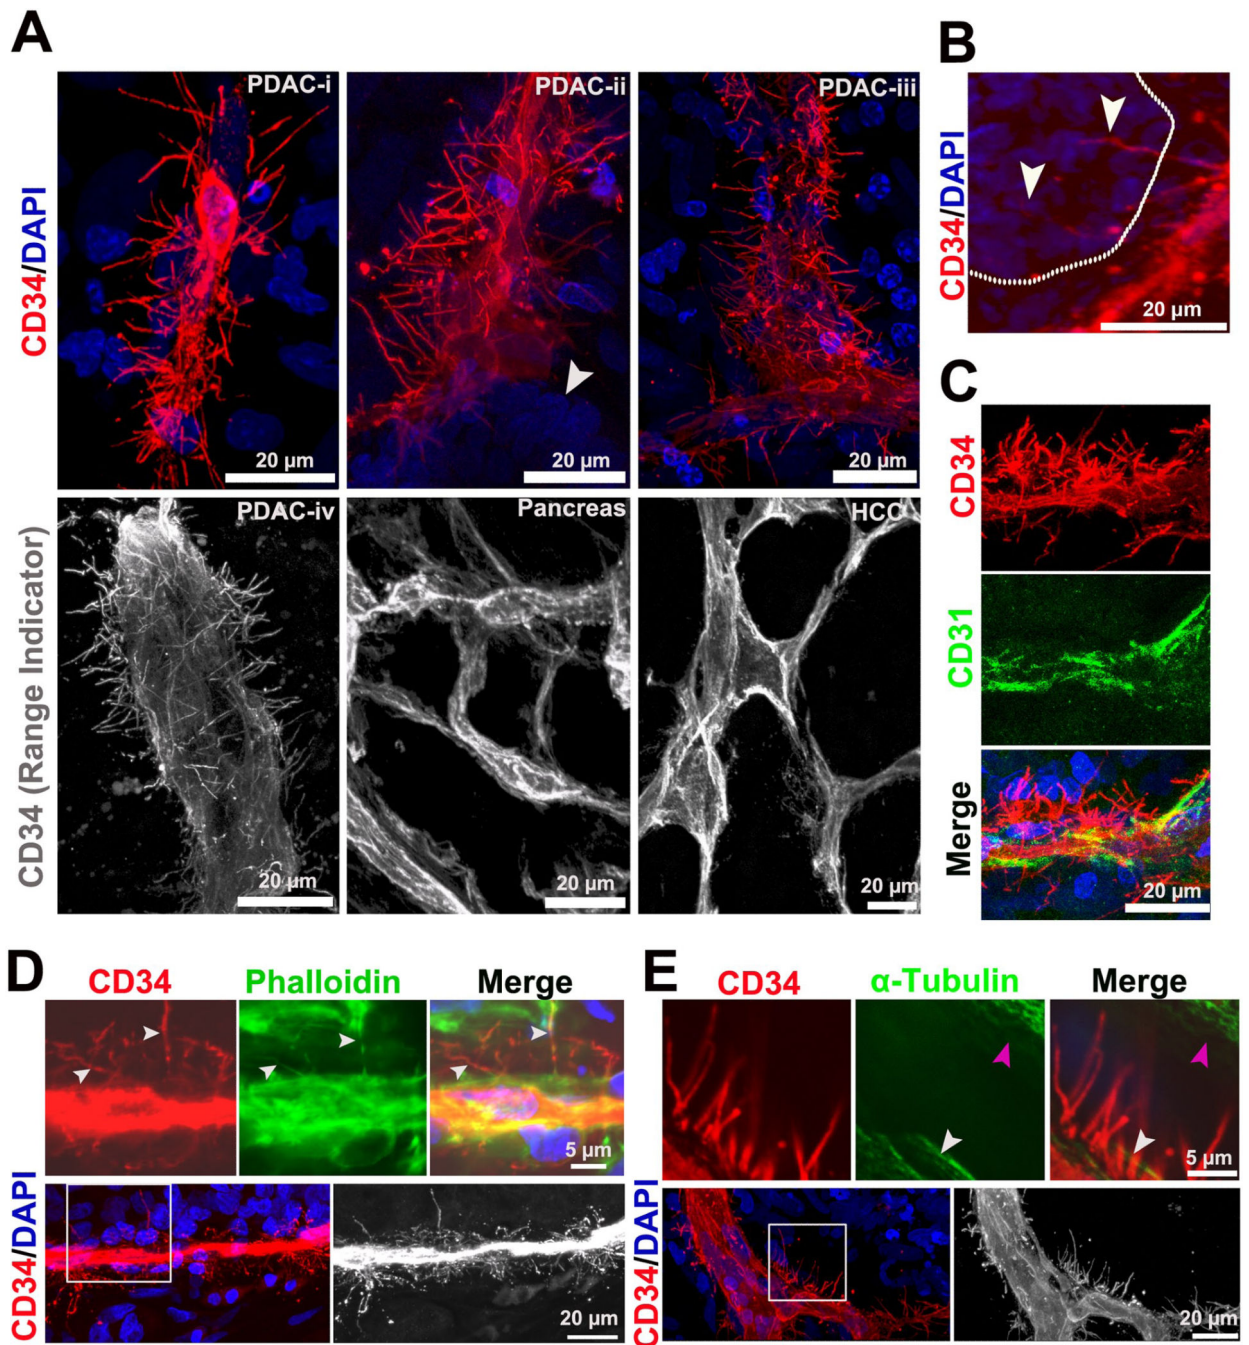 A
B
PDAC-i
PDAC-ii
PDAC-iii
CD34/DAPI
20 µm
20 µm
20 µm
CD34/DAPI
20 µm
C
CD34
CD31
Merge
20 µm
PDAC-iv
Pancreas
HCC
CD34 (Range Indicator)
20 µm
20 µm
20 µm
D
CD34
Phalloidin
Merge
5 µm
CD34/DAPI
20 µm
E
CD34
α-Tubulin
Merge
5 µm
CD34/DAPI
20 µm